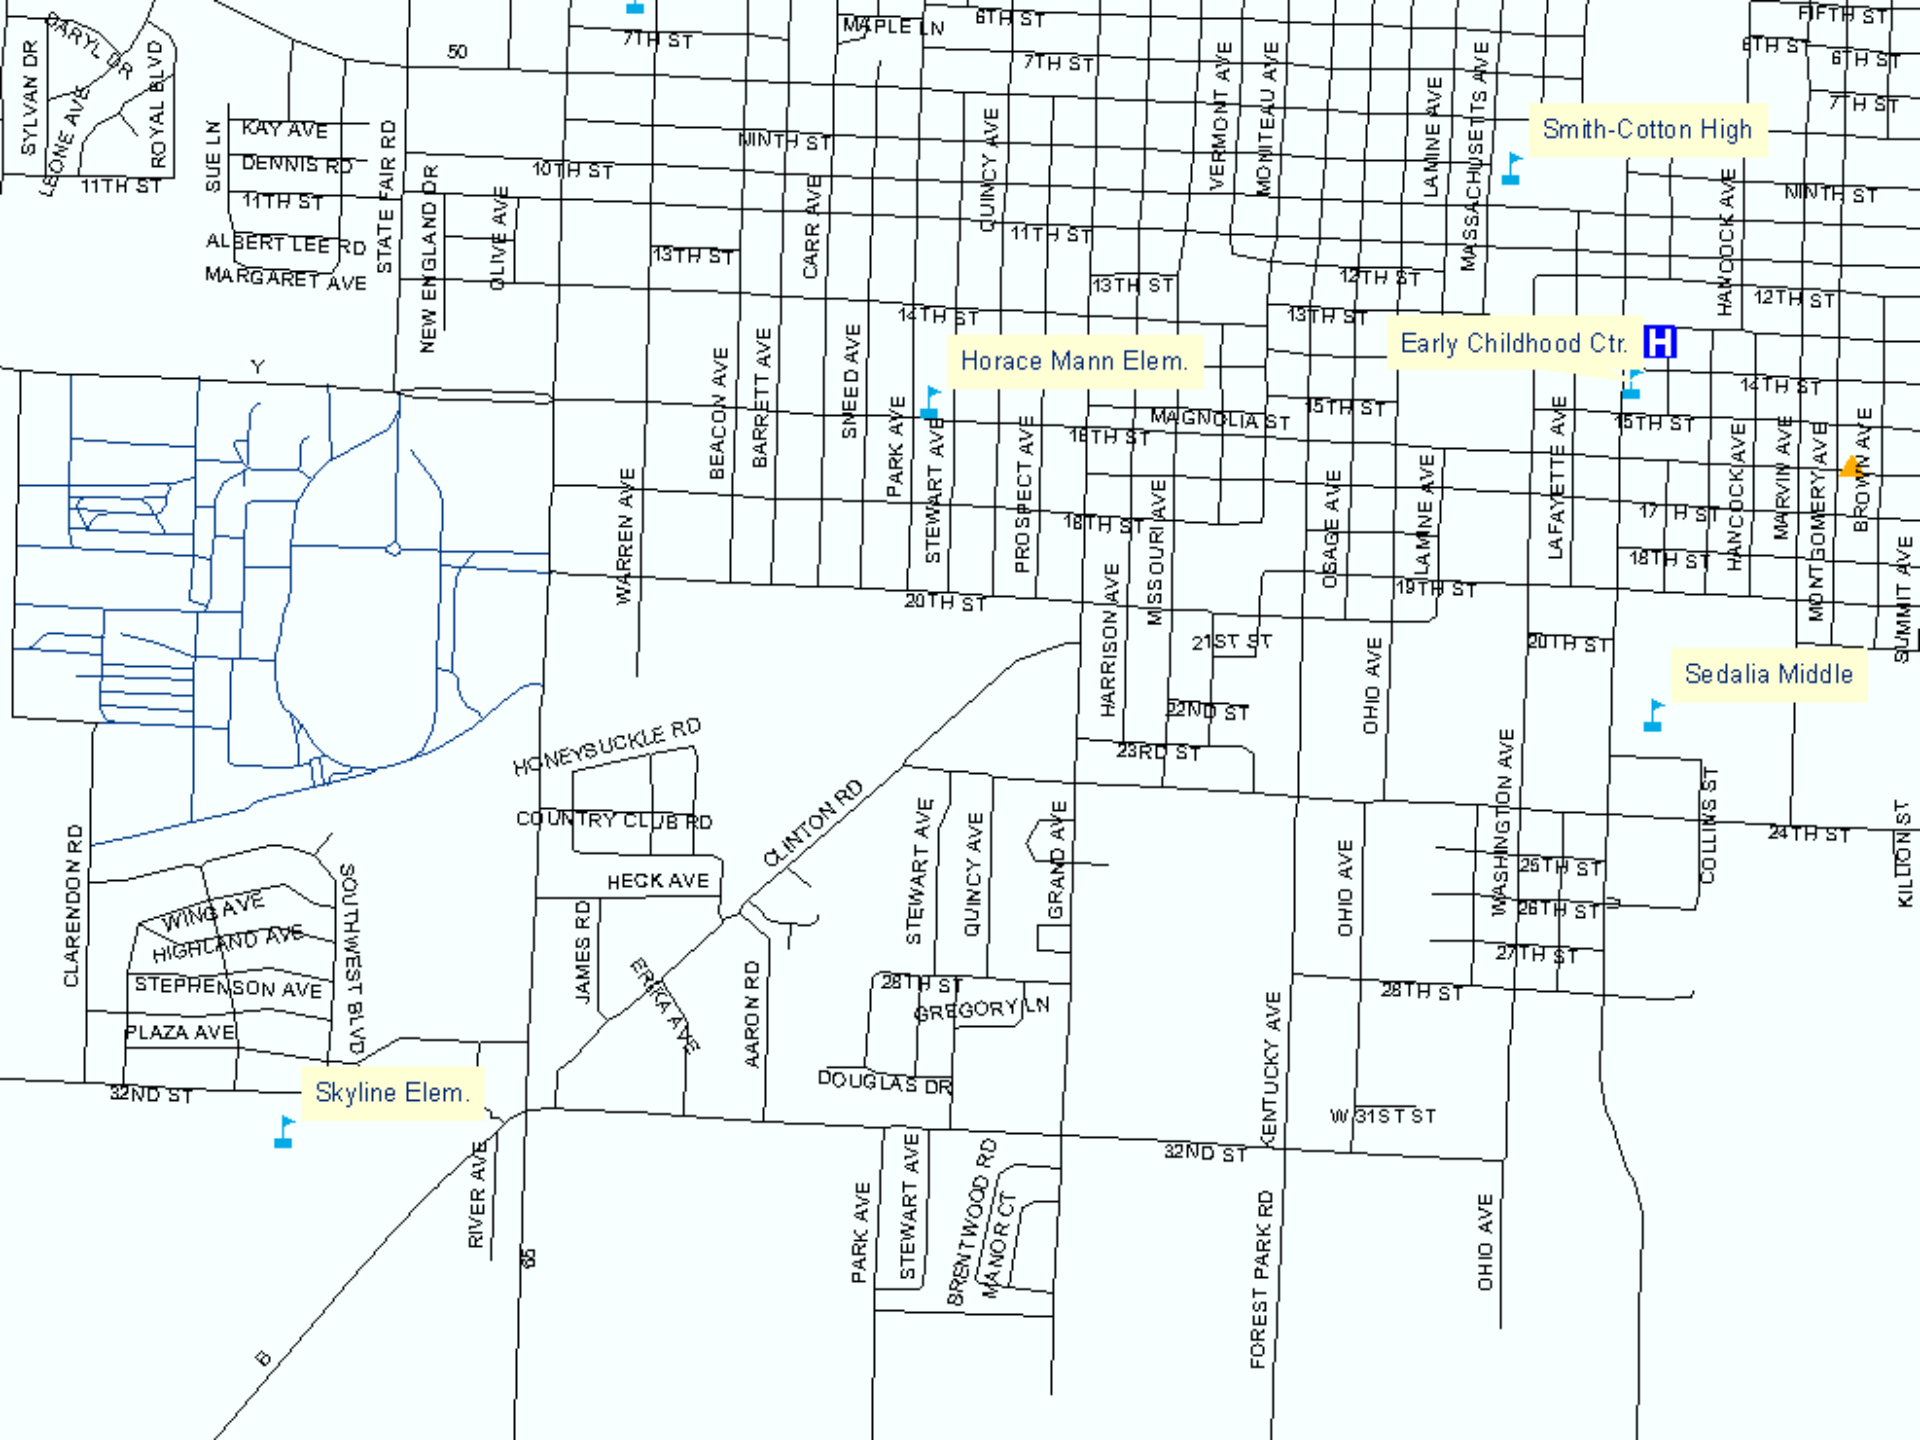 DARYL DR
SYLVAN DR
LEONE AVE
ROYAL BLVD
11TH ST
50
7TH ST
MAPLE LN
6TH ST
7TH ST
FIFTH ST
6TH ST
6TH ST
7TH ST
SUE LN
KAY AVE
DENNIS RD
11TH ST
ALBERT LEE RD
MARGARET AVE
STATE FAIR RD
NEW ENGLAND DR
OLIVE AVE
NINTH ST
10TH ST
13TH ST
CARR AVE
QUINCY AVE
11TH ST
VERMONT AVE
MONITEAU AVE
LAMINE AVE
MASSACHUSETTS AVE
Smith-Cotton High
NINTH ST
HANCOCK AVE
12TH ST
13TH ST
12TH ST
14TH ST
13TH ST
Early Childhood Ctr.
H
14TH ST
Y
Horace Mann Elem.
BEACON AVE
BARRETT AVE
SNEED AVE
PARK AVE
STEWART AVE
PROSPECT AVE
MAGNOLIA ST
15TH ST
16TH ST
15TH ST
LAFAYETTE AVE
HANCOCK AVE
MARVIN AVE
MONTGOMERY AVE
BROWN AVE
WARREN AVE
18TH ST
MISSOURI AVE
OSAGE AVE
LAMINE AVE
17TH ST
18TH ST
SUMMIT AVE
20TH ST
HARRISON AVE
19TH ST
21ST ST
20TH ST
OHIO AVE
Sedalia Middle
22ND ST
23RD ST
HONEYSUCKLE RD
COUNTRY CLUB RD
HECK AVE
CLINTON RD
STEWART AVE
QUINCY AVE
GRAND AVE
OHIO AVE
WASHINGTON AVE
COLLINS ST
24TH ST
KILLION ST
25TH ST
26TH ST
27TH ST
28TH ST
CLARENDON RD
WING AVE
HIGHLAND AVE
STEPHENSON AVE
PLAZA AVE
SOUTHWEST BLVD
JAMES RD
ERIKA AVE
AARON RD
28TH ST
GREGORY LN
DOUGLAS DR
KENTUCKY AVE
W 31ST ST
32ND ST
Skyline Elem.
32ND ST
RIVER AVE
65
PARK AVE
STEWART AVE
BRENTWOOD RD
MANOR CT
FOREST PARK RD
OHIO AVE
B